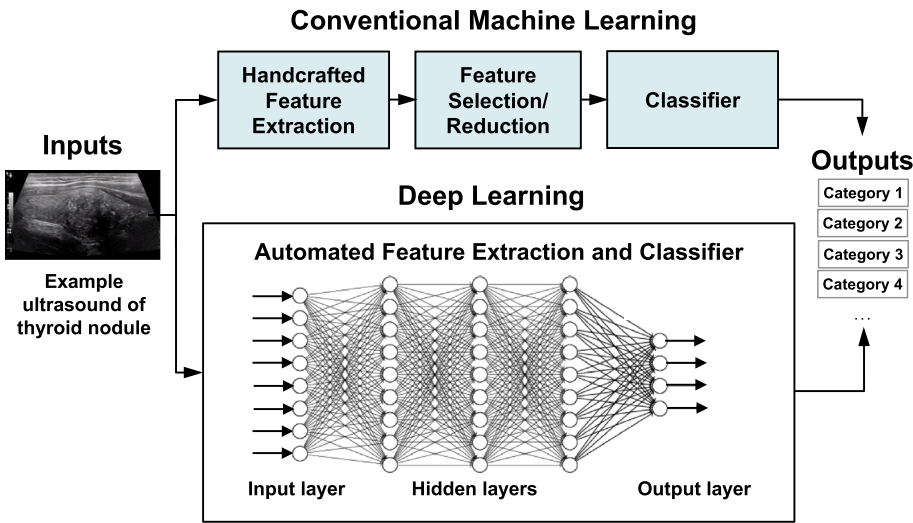 Conventional Machine Learning
Handcrafted
Feature
Extraction
Feature
Selection/
Reduction
Classifier
Inputs
Example
ultrasound of
thyroid nodule
Outputs
Category 1
Category 2
Category 3
Category 4
...
Deep Learning
Automated Feature Extraction and Classifier
Input layer
Hidden layers
Output layer